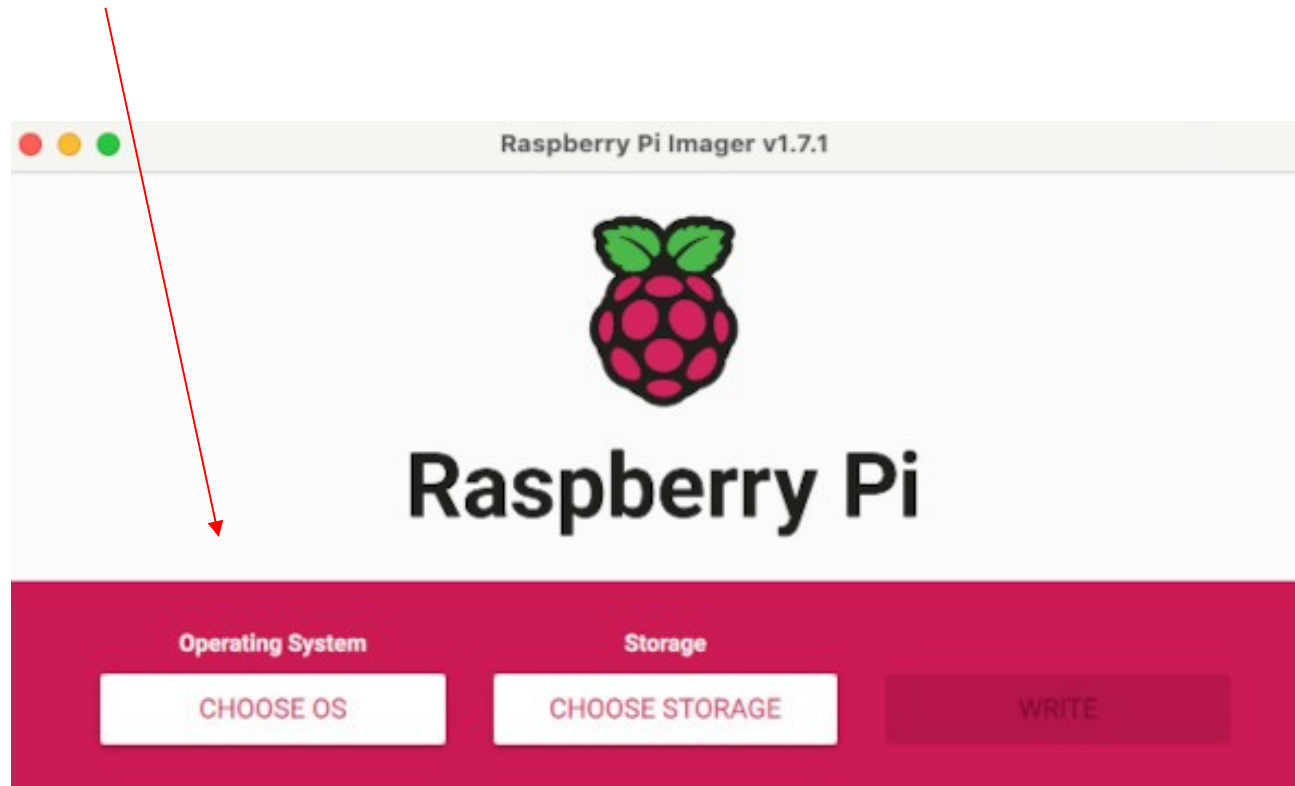 Raspberry Pi Imager v1.7.1
Raspberry Pi
Operating System Storage
CHOOSE OS CHOOSE STORAGE WRITE